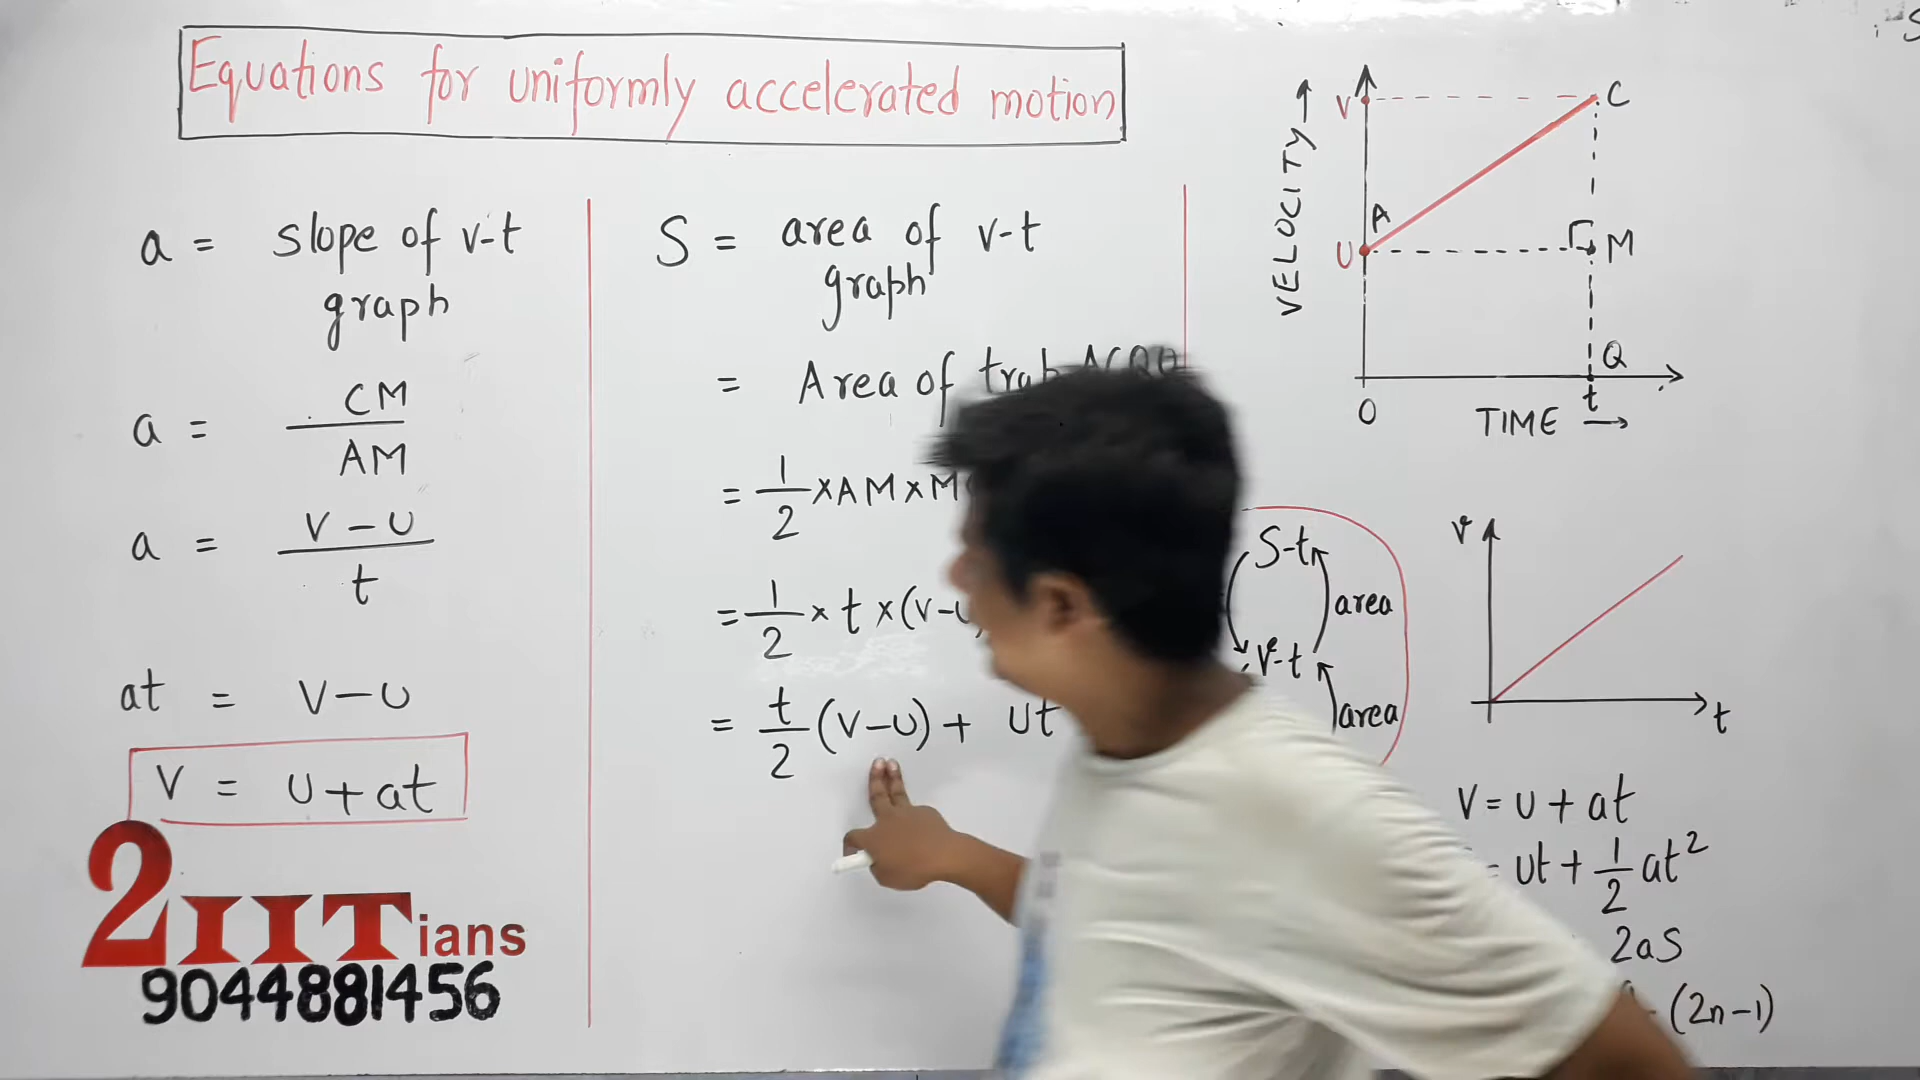 Equations for uniformly accelerated motion
a = slope of v-t
graph
a = CM / AM
a = V-U / t
at = V-U
V = U+at
2IITians
9044881456
S = area of v-t
graph
= Area of
= 1/2 × AM × M
= 1/2 × t × (V-U
= t/2 (V-U) + Ut
VELOCITY →
V
C
A
U
M
Q
O
t
TIME →
S-t
area
V-t
area
v
t
V = U + at
= Ut + 1/2 at²
2aS
(2n-1)